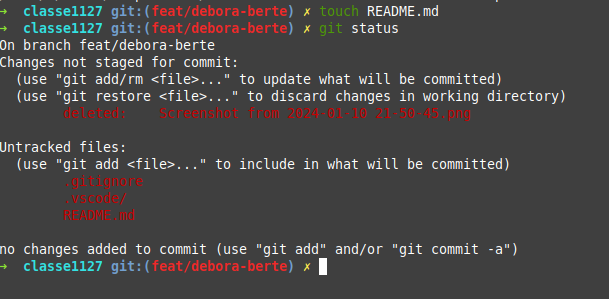 → classe1127 git:(feat/debora-berte) ✗ touch README.md
→ classe1127 git:(feat/debora-berte) ✗ git status
On branch feat/debora-berte
Changes not staged for commit:
  (use "git add/rm <file>..." to update what will be committed)
  (use "git restore <file>..." to discard changes in working directory)
        deleted:    Screenshot from 2024-01-10 21-50-45.png

Untracked files:
  (use "git add <file>..." to include in what will be committed)
        .gitignore
        .vscode/
        README.md

no changes added to commit (use "git add" and/or "git commit -a")
→ classe1127 git:(feat/debora-berte) ✗